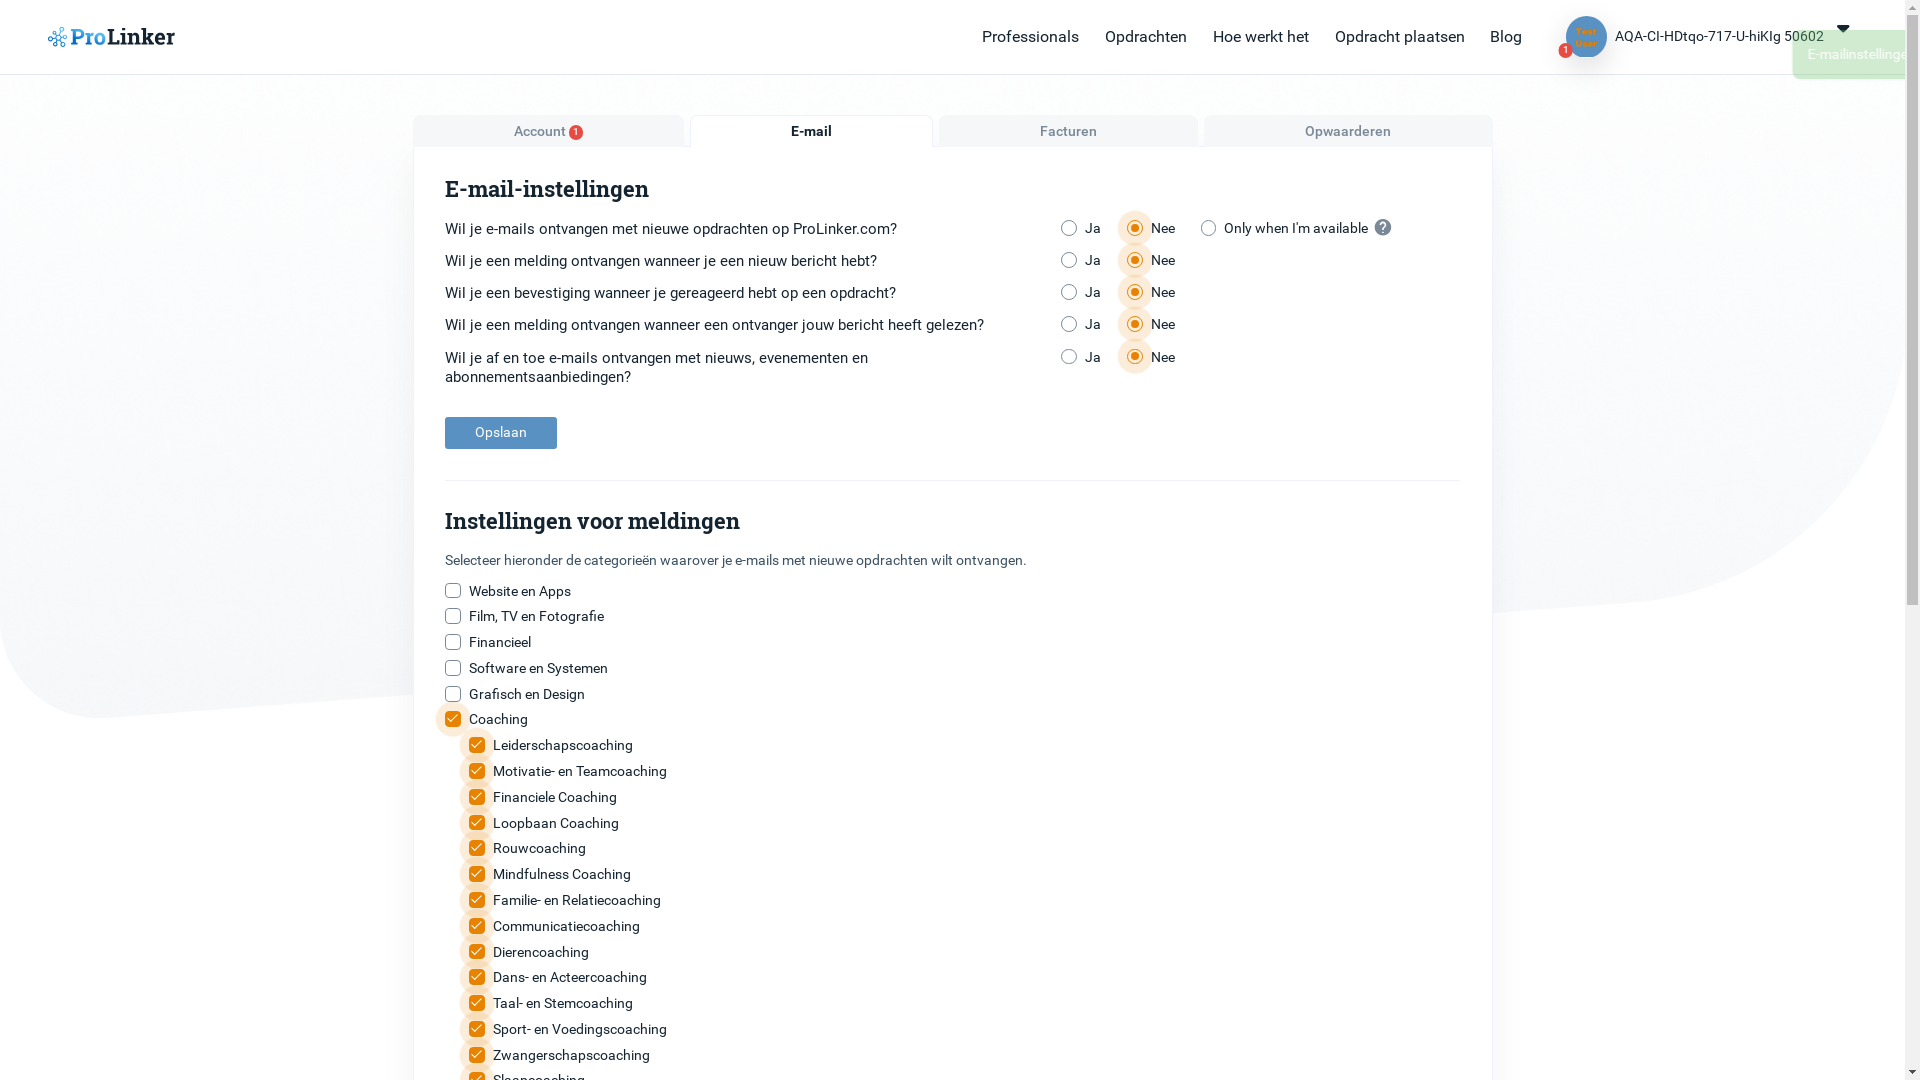 ProLinker
Professionals
Opdrachten
Hoe werkt het
Opdracht plaatsen
Blog
Test
User
1
AQA-CI-HDtqo-717-U-hiKIg 50602
E-mailinstellinge
Account 1
E-mail
Facturen
Opwaarderen
E-mail-instellingen
Wil je e-mails ontvangen met nieuwe opdrachten op ProLinker.com? Ja Nee Only when I'm available ?
Wil je een melding ontvangen wanneer je een nieuw bericht hebt? Ja Nee
Wil je een bevestiging wanneer je gereageerd hebt op een opdracht? Ja Nee
Wil je een melding ontvangen wanneer een ontvanger jouw bericht heeft gelezen? Ja Nee
Wil je af en toe e-mails ontvangen met nieuws, evenementen en Ja Nee
abonnementsaanbiedingen?
Opslaan
Instellingen voor meldingen
Selecteer hieronder de categorieën waarover je e-mails met nieuwe opdrachten wilt ontvangen.
Website en Apps
Film, TV en Fotografie
Financieel
Software en Systemen
Grafisch en Design
Coaching
Leiderschapscoaching
Motivatie- en Teamcoaching
Financiele Coaching
Loopbaan Coaching
Rouwcoaching
Mindfulness Coaching
Familie- en Relatiecoaching
Communicatiecoaching
Dierencoaching
Dans- en Acteercoaching
Taal- en Stemcoaching
Sport- en Voedingscoaching
Zwangerschapscoaching
Slaapcoaching